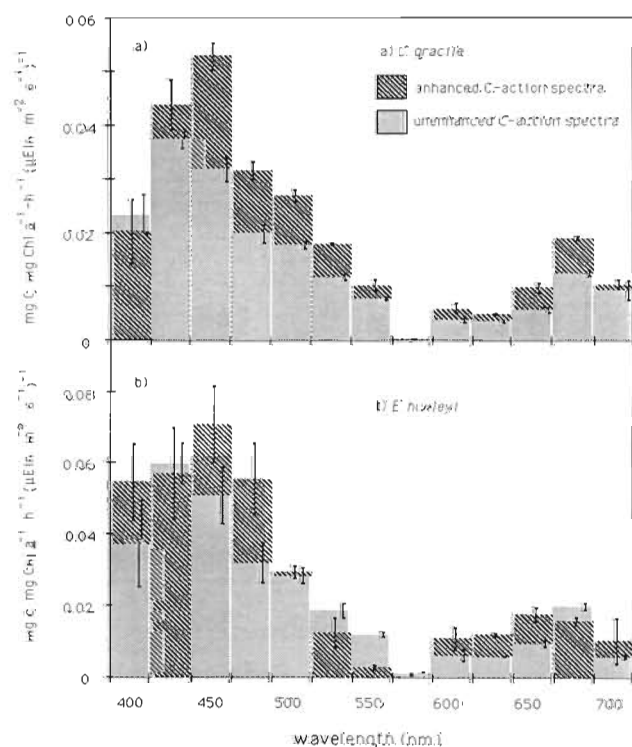 0.06
a)
a) C. gracile
enhanced C-action spectra
0.04
unenhanced C-action spectra
0.02
0
mg C mg Chl a⁻¹ h⁻¹ (µEin m⁻² s⁻¹)⁻¹
b)
0.08
b) E. huxleyi
0.06
0.04
0.02
0
mg C mg Chl a⁻¹ h⁻¹ (µEin m⁻² s⁻¹)⁻¹
400 450 500 550 600 650 700
wavelength (nm)